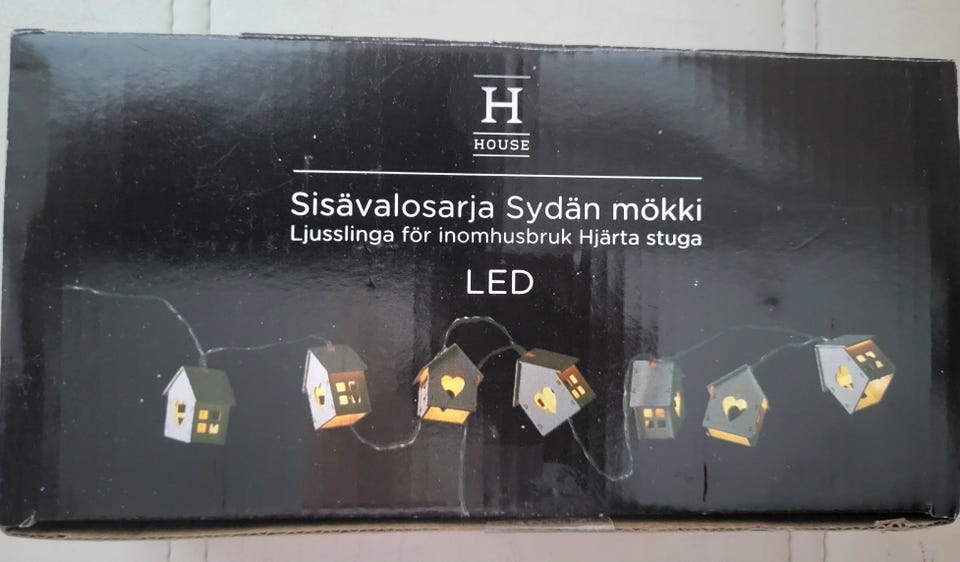 H
HOUSE
Sisävalosarja Sydän mökki
Ljusslinga för inomhusbruk Hjärta stuga
LED